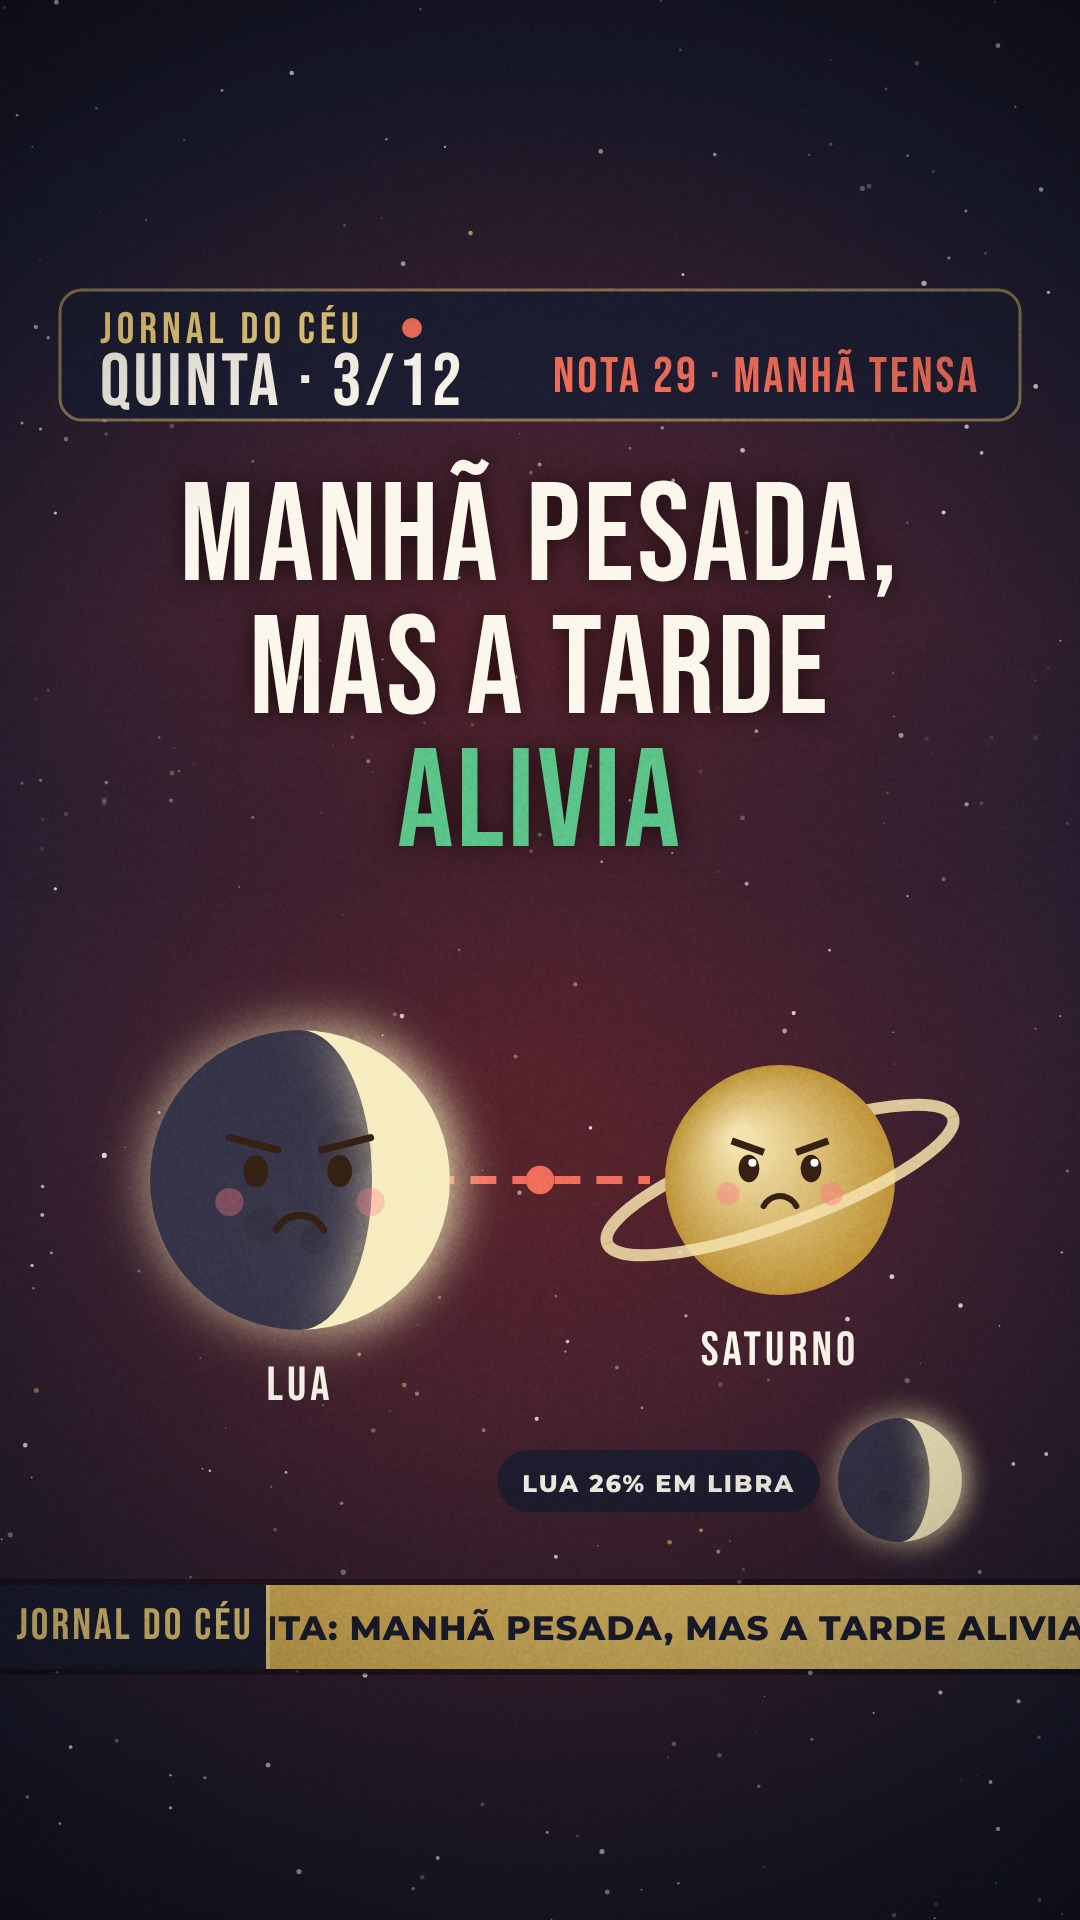 JORNAL DO CÉU
QUINTA · 3/12
NOTA 29 · MANHÃ TENSA
MANHÃ PESADA,
MAS A TARDE
ALIVIA
LUA
SATURNO
LUA 26% EM LIBRA
JORNAL DO CÉU
ITA: MANHÃ PESADA, MAS A TARDE ALIVIA